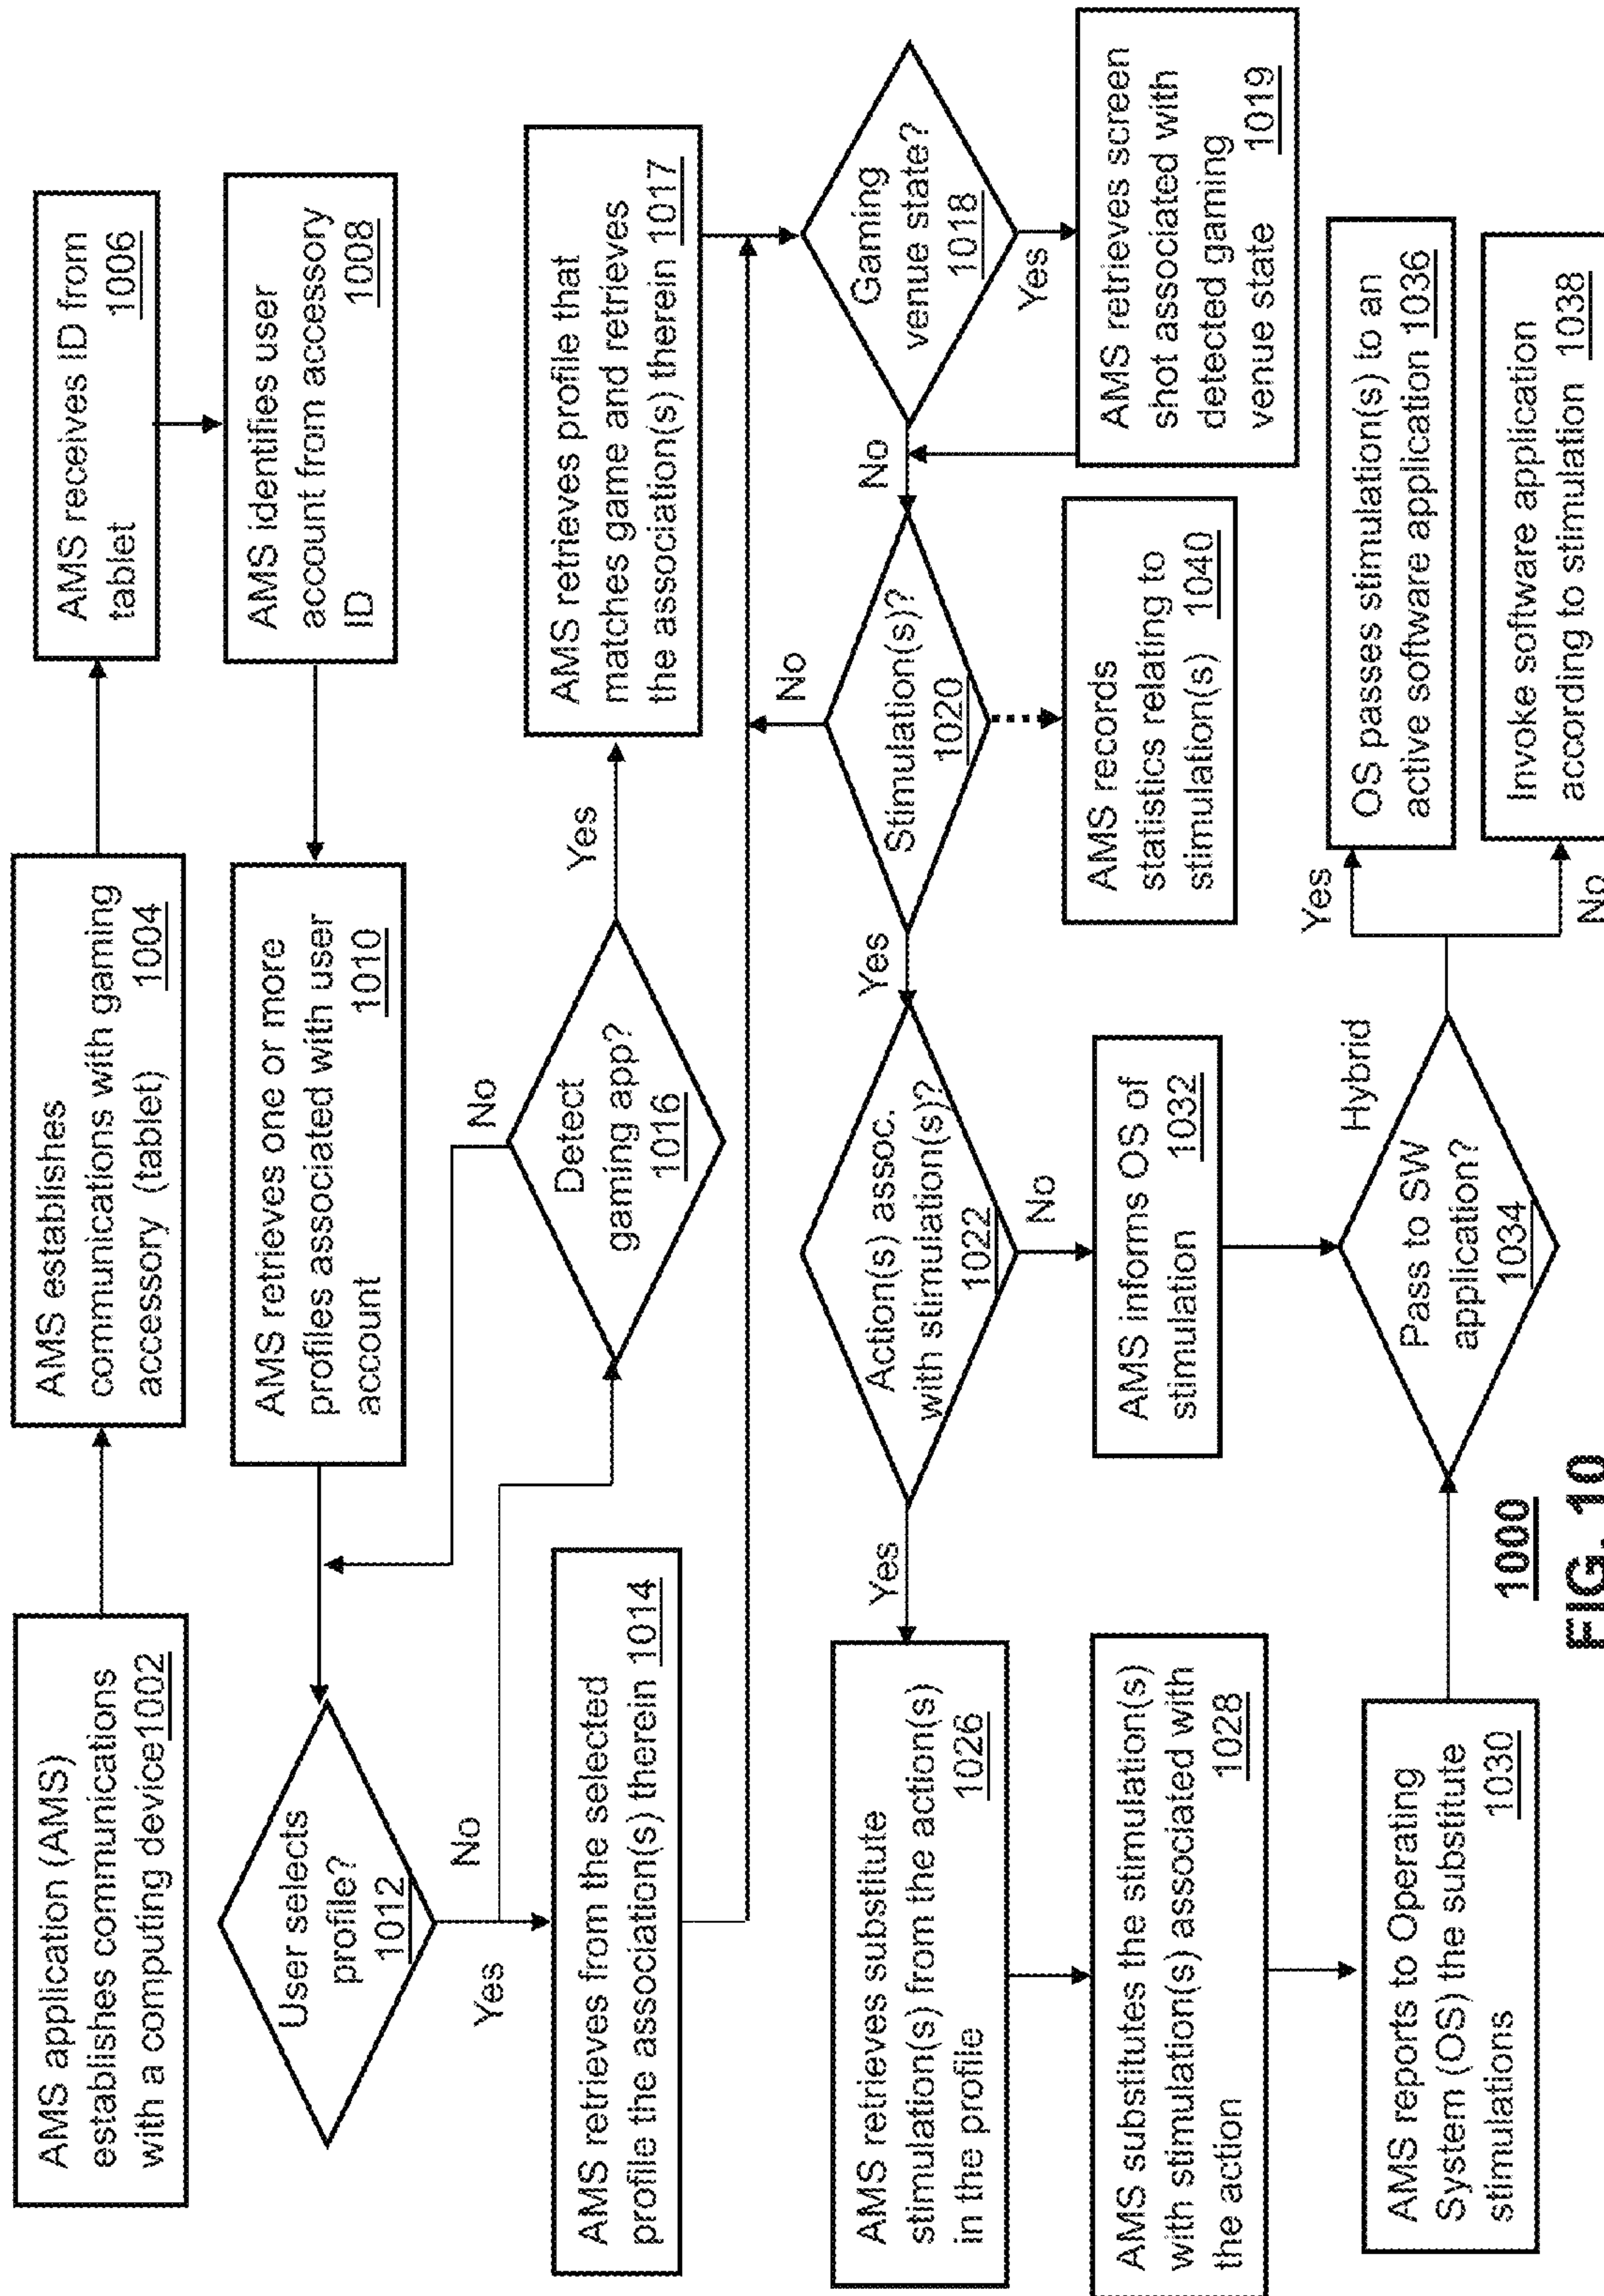 AMS application (AMS)
establishes communications
with a computing device1002
AMS establishes
communications with gaming
accessory (tablet) 1004
AMS receives ID from
tablet 1006
AMS identifies user
account from accessory
ID 1008
AMS retrieves one or more
profiles associated with user
account 1010
User selects
profile?
1012
No
Yes
AMS retrieves from the selected
profile the association(s) therein 1014
Detect
gaming app?
1016
No
Yes
AMS retrieves profile that
matches game and retrieves
the association(s) therein 1017
Gaming
venue state?
1018
Yes
No
AMS retrieves screen
shot associated with
detected gaming
venue state 1019
Stimulation(s)?
1020
No
Yes
AMS records
statistics relating to
stimulation(s) 1040
Action(s) assoc.
with stimulation(s)?
1022
Yes
No
AMS retrieves substitute
stimulation(s) from the action(s)
in the profile 1026
AMS substitutes the stimulation(s)
with stimulation(s) associated with
the action 1028
AMS reports to Operating
System (OS) the substitute
stimulations 1030
AMS informs OS of
stimulation 1032
Pass to SW
application?
1034
Hybrid
Yes
No
OS passes stimulation(s) to an
active software application 1036
Invoke software application
according to stimulation 1038
1000
FIG. 10